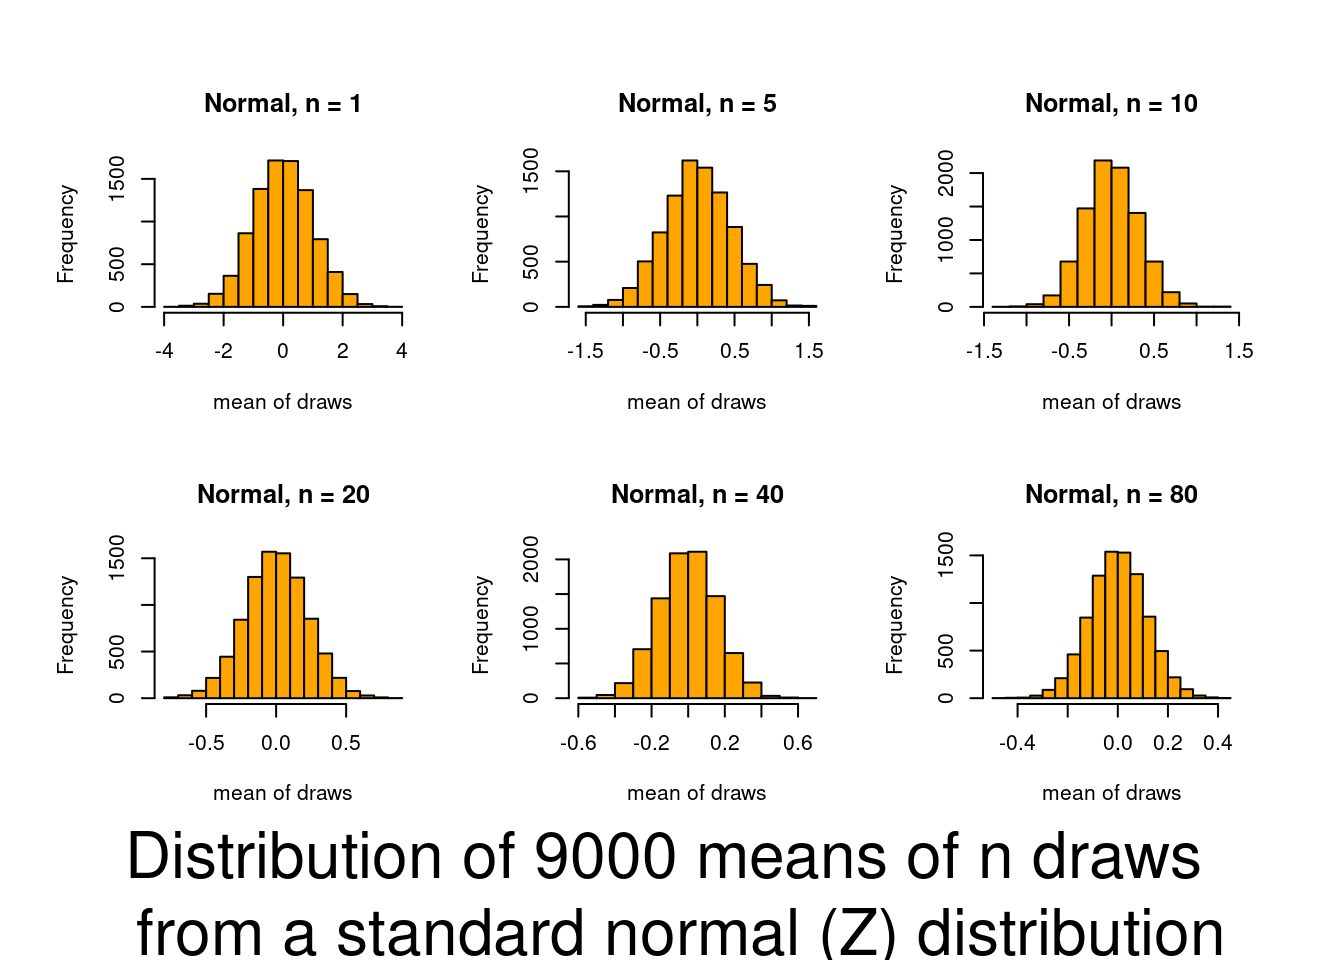 Normal, n = 1
Frequency
1500
500
0
-4 -2 0 2 4
mean of draws
Normal, n = 5
Frequency
1500
500
0
-1.5 -0.5 0.5 1.5
mean of draws
Normal, n = 10
Frequency
2000
1000
0
-1.5 -0.5 0.5 1.5
mean of draws
Normal, n = 20
Frequency
1500
500
0
-0.5 0.0 0.5
mean of draws
Normal, n = 40
Frequency
2000
1000
0
-0.6 -0.2 0.2 0.6
mean of draws
Normal, n = 80
Frequency
1500
500
0
-0.4 0.0 0.2 0.4
mean of draws
Distribution of 9000 means of n draws
from a standard normal (Z) distribution